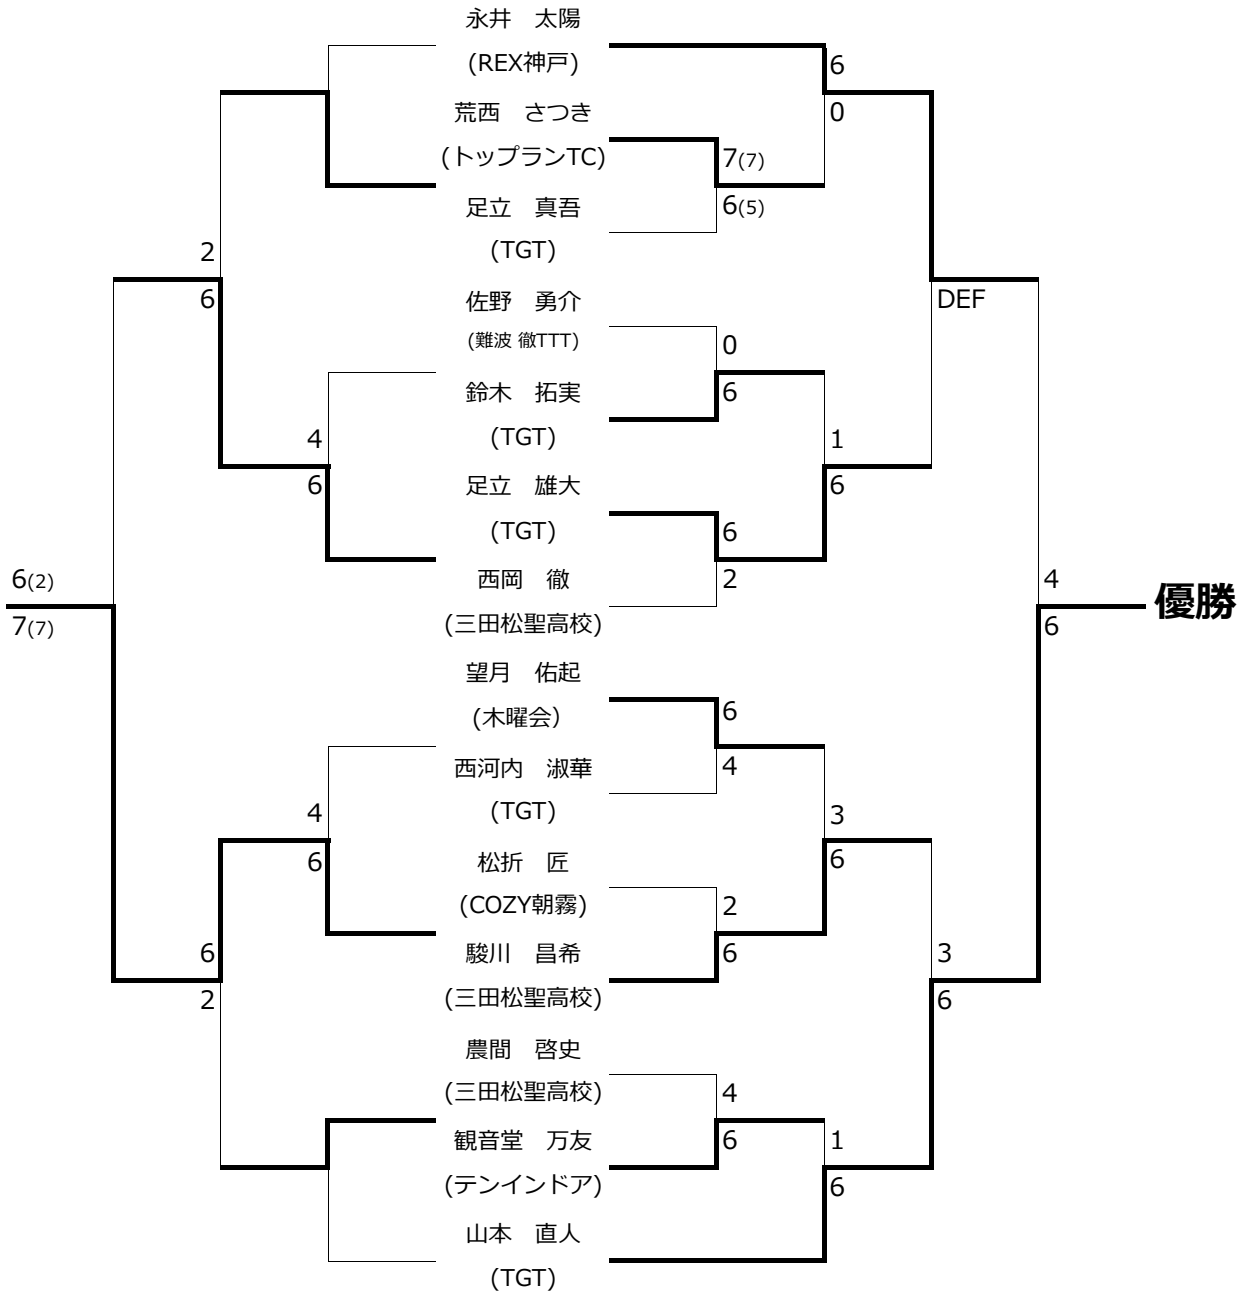 永井　太陽
(REX神戸)
6
荒西　さつき
0
(トップランTC)
7(7)
足立　真吾
6(5)
(TGT)
2
佐野　勇介
6
DEF
(難波 徹TTT)
0
鈴木　拓実
6
(TGT)
4
1
足立　雄大
6
6
(TGT)
6
西岡　徹
2
6(2)
4
優勝
(三田松聖高校)
7(7)
6
望月　佑起
(木曜会）
6
西河内　淑華
4
(TGT)
4
3
松折　匠
6
6
(COZY朝霧)
2
駿川　昌希
6
6
3
(三田松聖高校)
2
6
農間　啓史
(三田松聖高校)
4
観音堂　万友
6
1
(テンインドア)
6
山本　直人
(TGT)